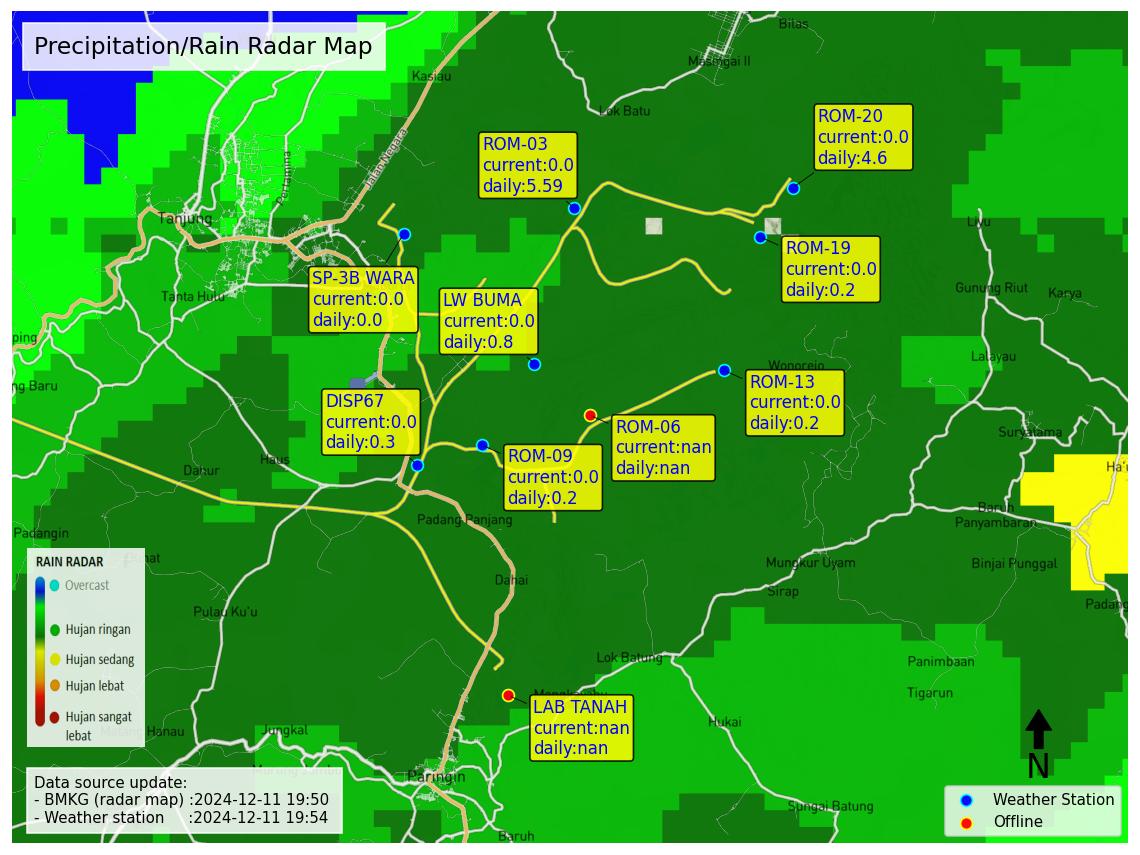 Precipitation/Rain Radar Map
Bilas
Masingai II
Kasiau
Lok Batu
Jalan Negara
Pertamina
Tanjung
Tanta Hulu
ROM-03
current:0.0
daily:5.59
ROM-20
current:0.0
daily:4.6
ROM-19
current:0.0
daily:0.2
SP-3B WARA
current:0.0
daily:0.0
LW BUMA
current:0.0
daily:0.8
Liyu
Gunung Riut
Karya
Lalayau
ping
ng Baru
Wonorejo
ROM-13
current:0.0
daily:0.2
DISP67
current:0.0
daily:0.3
ROM-06
current:nan
daily:nan
ROM-09
current:0.0
daily:0.2
Suryatama
Ha'u
Dahur
Haus
Baruh
Panyambaran
Padang Panjang
Padangin
Mungkur Uyam
Binjai Punggal
Dahai
Sirap
Padang
Pulau Ku'u
RAIN RADAR
Overcast
Hujan ringan
Hujan sedang
Hujan lebat
Hujan sangat
lebat
Lok Batung
Panimbaan
Tigarun
LAB TANAH
current:nan
daily:nan
Hukai
Hanau
Jungkal
Paringin
Sungai Batung
Baruh
N
Data source update:
- BMKG (radar map) :2024-12-11 19:50
- Weather station :2024-12-11 19:54
Weather Station
Offline